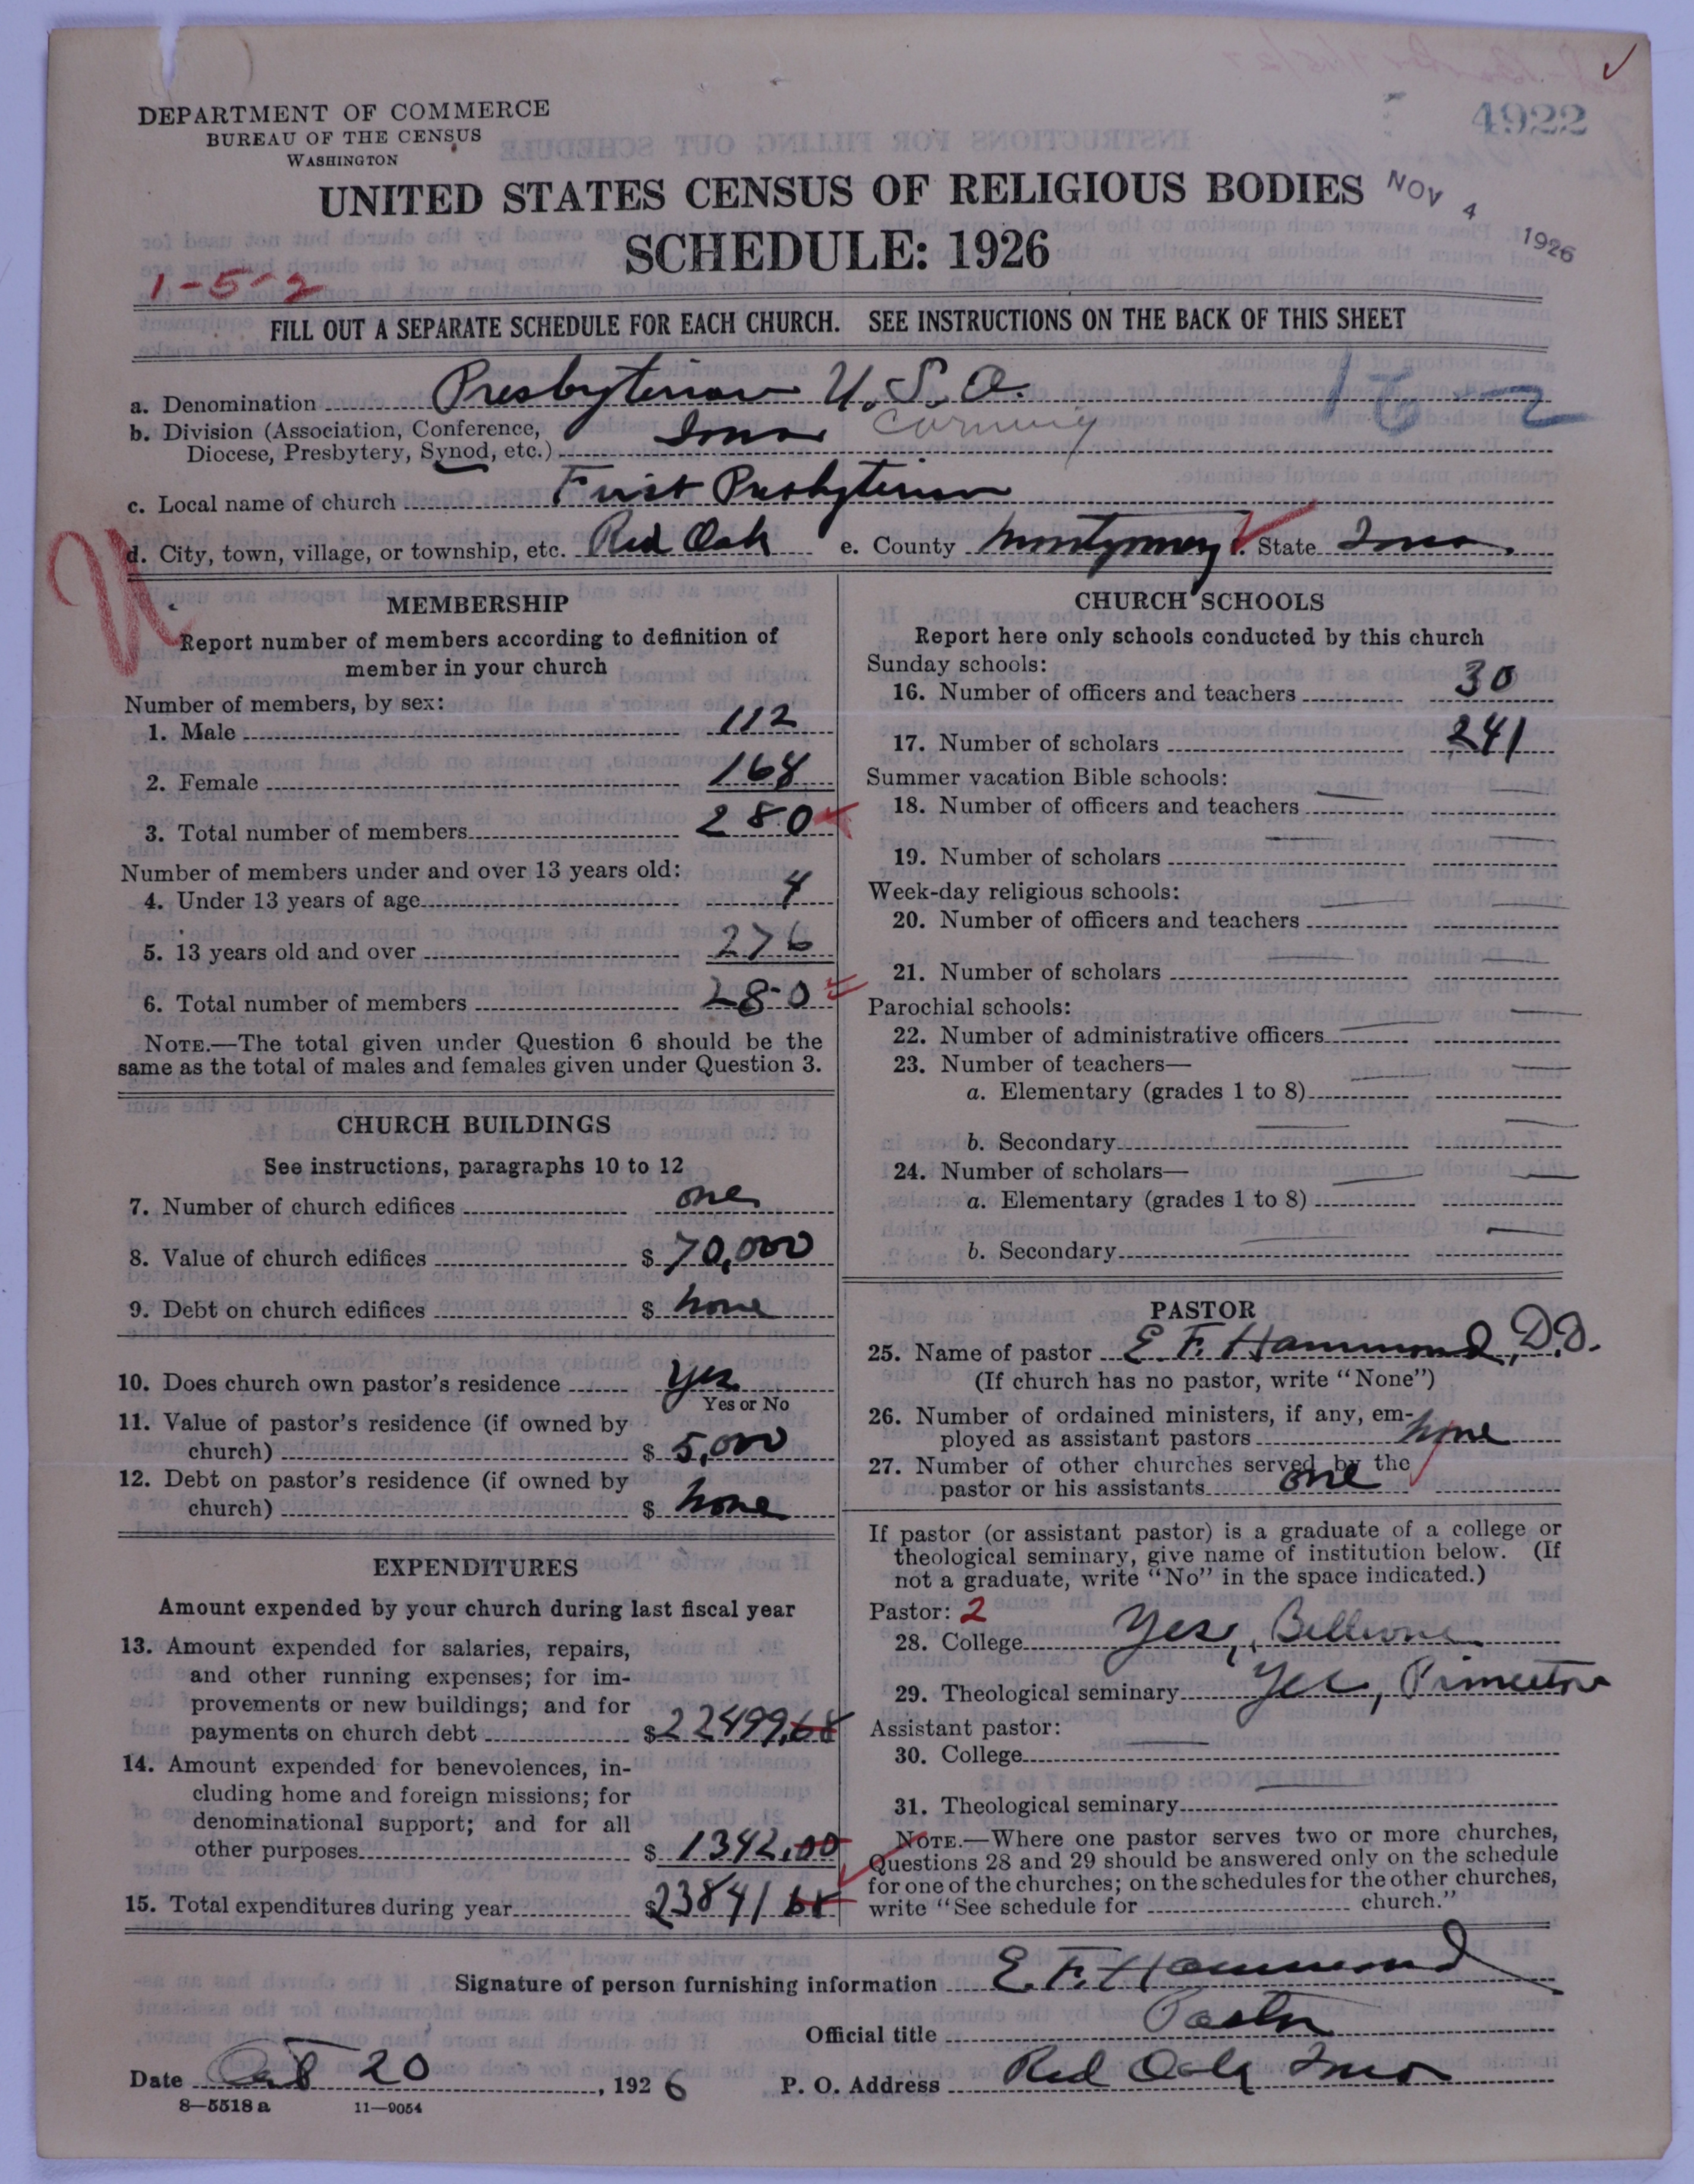 DEPARTMENT OF COMMERCE
BUREAU OF THE CENSUS
WASHINGTON
4922
UNITED STATES CENSUS OF RELIGIOUS BODIES
NOV 4 1926
SCHEDULE: 1926
1-5-2
FILL OUT A SEPARATE SCHEDULE FOR EACH CHURCH. SEE INSTRUCTIONS ON THE BACK OF THIS SHEET
a. Denomination Presbyterian U.S.A.
b. Division (Association, Conference, Diocese, Presbytery, Synod, etc.) Iowa Corning
c. Local name of church First Presbyterian
d. City, town, village, or township, etc. Red Oak e. County Montgomery. State Iowa.
MEMBERSHIP
Report number of members according to definition of
member in your church
Number of members, by sex:
1. Male 112
2. Female 168
3. Total number of members 280
Number of members under and over 13 years old:
4. Under 13 years of age 4
5. 13 years old and over 276
6. Total number of members 280
NOTE.—The total given under Question 6 should be the
same as the total of males and females given under Question 3.
CHURCH BUILDINGS
See instructions, paragraphs 10 to 12
7. Number of church edifices one
8. Value of church edifices $ 70,000
9. Debt on church edifices $ none
10. Does church own pastor's residence yes
Yes or No
11. Value of pastor's residence (if owned by
church) $ 5,000
12. Debt on pastor's residence (if owned by
church) $ none
EXPENDITURES
Amount expended by your church during last fiscal year
13. Amount expended for salaries, repairs,
and other running expenses; for im-
provements or new buildings; and for
payments on church debt $ 22499,68
14. Amount expended for benevolences, in-
cluding home and foreign missions; for
denominational support; and for all
other purposes $ 1342,00
15. Total expenditures during year $23841 68
CHURCH SCHOOLS
Report here only schools conducted by this church
Sunday schools:
16. Number of officers and teachers 30
17. Number of scholars 241
Summer vacation Bible schools:
18. Number of officers and teachers
19. Number of scholars
Week-day religious schools:
20. Number of officers and teachers
21. Number of scholars
Parochial schools:
22. Number of administrative officers
23. Number of teachers—
a. Elementary (grades 1 to 8)
b. Secondary
24. Number of scholars—
a. Elementary (grades 1 to 8)
b. Secondary
PASTOR
25. Name of pastor E. F. Hammond, D.D.
(If church has no pastor, write "None")
26. Number of ordained ministers, if any, em-
ployed as assistant pastors none
27. Number of other churches served by the
pastor or his assistants one
If pastor (or assistant pastor) is a graduate of a college or
theological seminary, give name of institution below. (If
not a graduate, write "No" in the space indicated.)
Pastor: 2
28. College Yes, Bellevue
29. Theological seminary Yes, Princeton
Assistant pastor:
30. College
31. Theological seminary
NOTE.—Where one pastor serves two or more churches,
Questions 28 and 29 should be answered only on the schedule
for one of the churches; on the schedules for the other churches,
write "See schedule for church."
Signature of person furnishing information E. F. Hammond
Official title Pastor
Date Oct 20, 1926 P. O. Address Red Oak Iowa
8—5518 a 11—9054